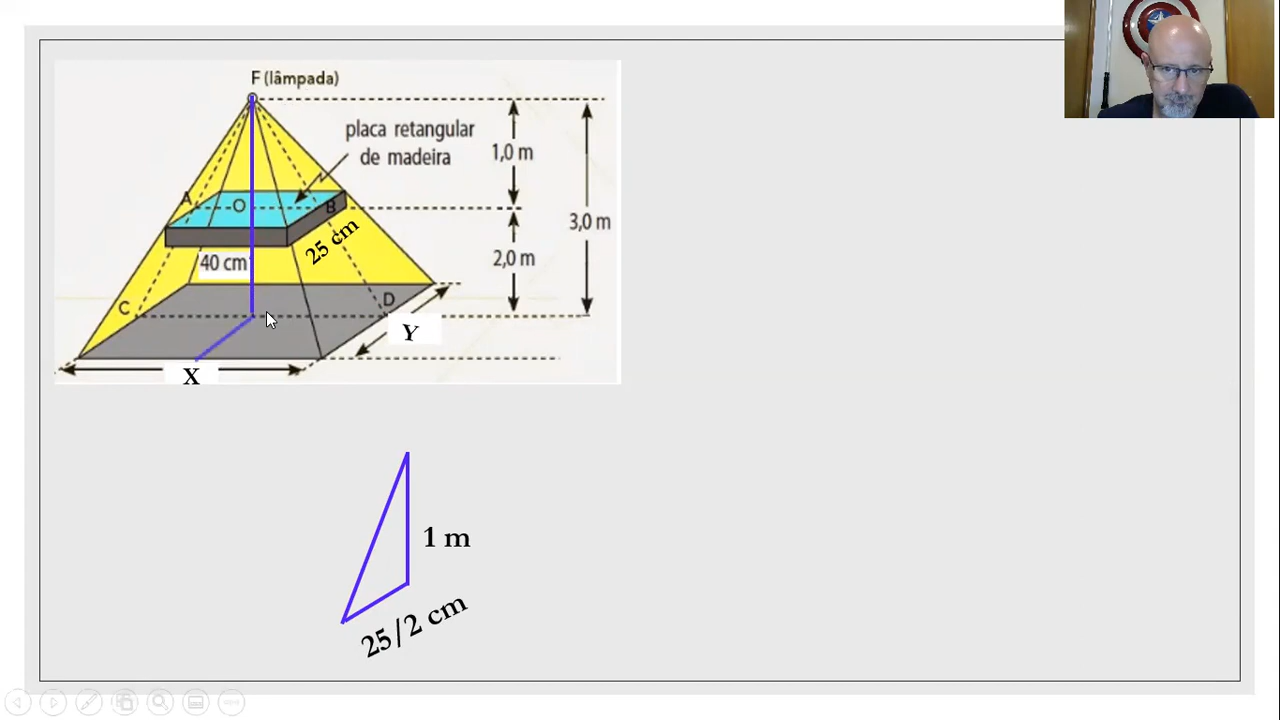 F (lâmpada)
placa retangular
de madeira
1,0 m
A
O
B
3,0 m
25 cm
40 cm
2,0 m
C
D
Y
X
1 m
25/2 cm